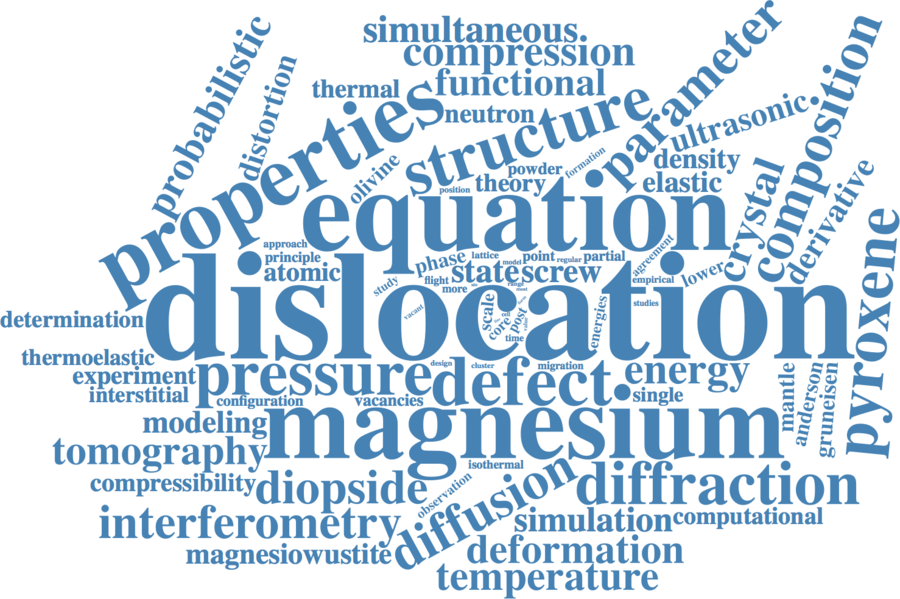 simultaneous
compression
probabilistic
distortion
thermal
functional
parameter
composition
properties
neutron
structure
ultrasonic
olivine
powder
formation
density
position
theory
elastic
crystal
derivative
equation
approach
principle
atomic
phase
lattice
model
point
regular
partial
agreement
lower
pyroxene
study
flight
more
state
screw
empirical
dislocation
determination
vacant
scale
core
cell
post
time
energies
studies
thermoelastic
experiment
interstitial
pressure
design
cluster
defect
migration
energy
configuration
vacancies
single
mantle
anderson
gruneisen
modeling
magnesium
tomography
isothermal
compressibility
diopside
observation
diffusion
diffraction
interferometry
simulation
computational
magnesiowustite
deformation
temperature